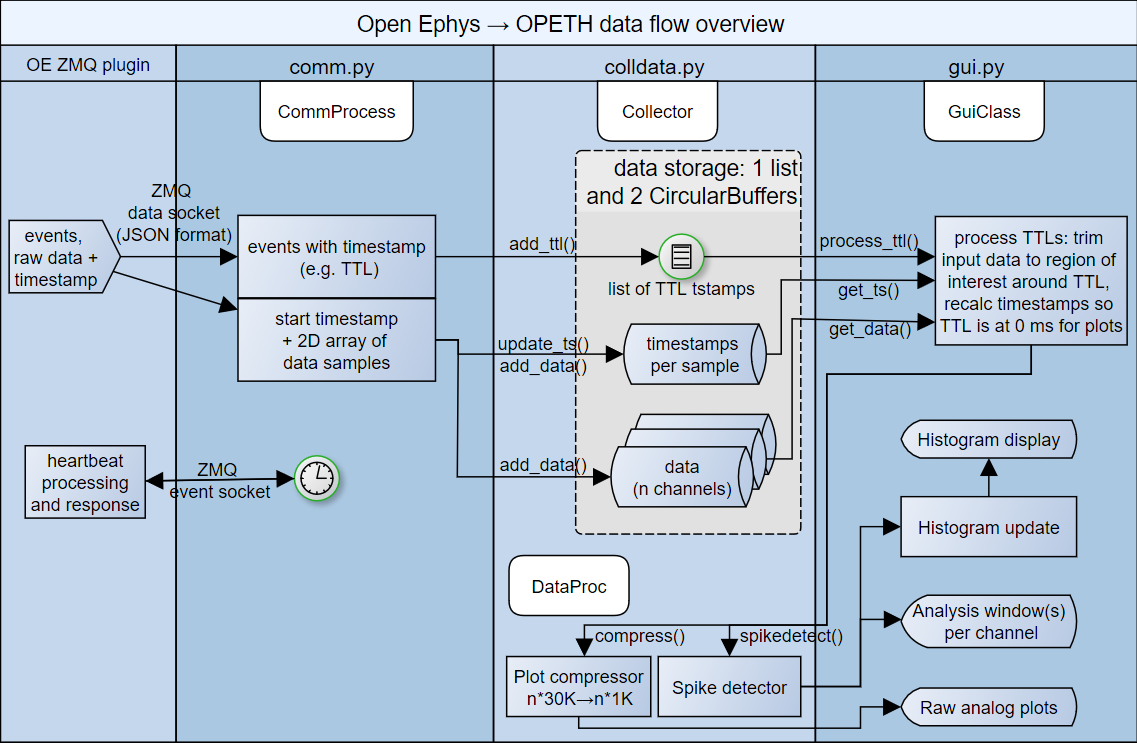 Open Ephys → OPETH data flow overview
OE ZMQ plugin
comm.py
colldata.py
gui.py
CommProcess
Collector
GuiClass
data storage: 1 list
and 2 CircularBuffers
ZMQ
data socket
(JSON format)
events,
raw data +
timestamp
events with timestamp
(e.g. TTL)
start timestamp
+ 2D array of
data samples
add_ttl()
list of TTL tstamps
process_ttl()
get_ts()
get_data()
process TTLs: trim
input data to region of
interest around TTL,
recalc timestamps so
TTL is at 0 ms for plots
update_ts()
add_data()
timestamps
per sample
add_data()
data
(n channels)
heartbeat
processing
and response
ZMQ
event socket
Histogram display
Histogram update
DataProc
Analysis window(s)
per channel
compress()
spikedetect()
Plot compressor
n*30K→n*1K
Spike detector
Raw analog plots